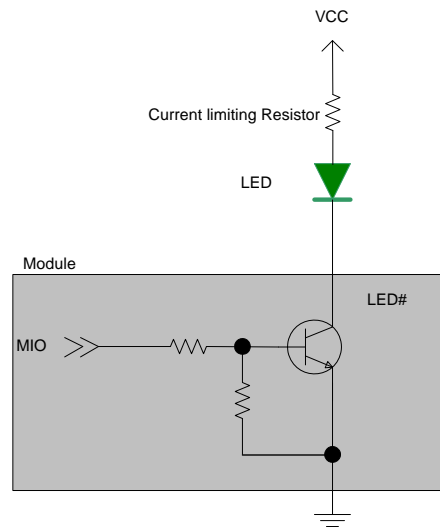 VCC
Current limiting Resistor
LED
Module
LED#
MIO